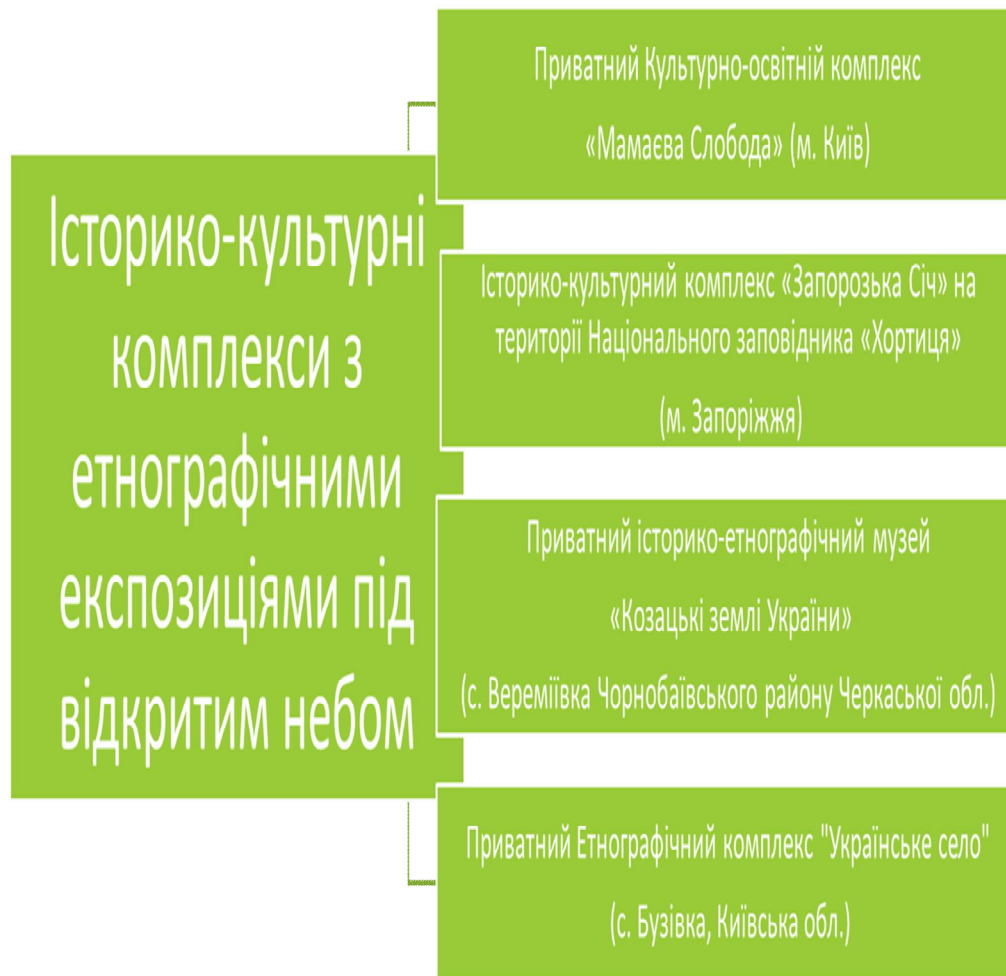 Історико-культурні
комплекси з
етнографічними
експозиціями під
відкритим небом
Приватний Культурно-освітній комплекс
«Мамаєва Слобода» (м. Київ)
Історико-культурний комплекс «Запорозька Січ» на
території Національного заповідника «Хортиця»
(м. Запоріжжя)
Приватний історико-етнографічний музей
«Козацькі землі України»
(с. Вереміївка Чорнобаївського району Черкаської обл.)
Приватний Етнографічний комплекс "Українське село"
(с. Бузівка, Київська обл.)